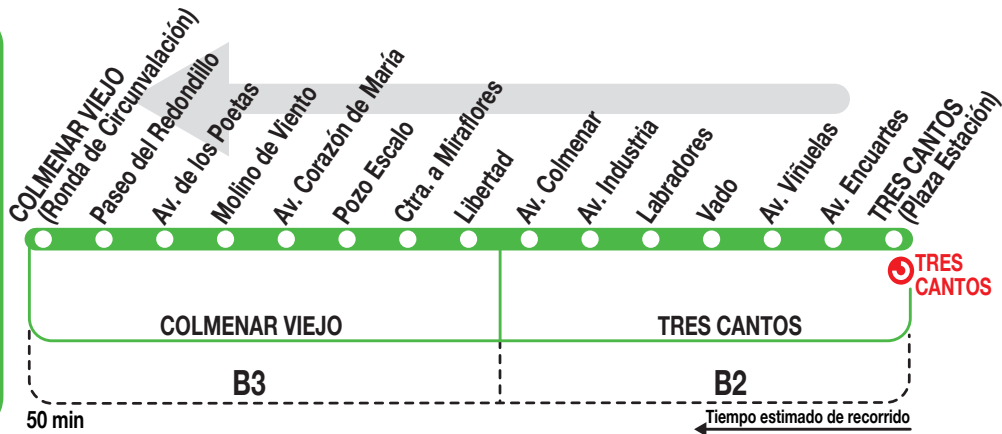 COLMENAR VIEJO
(Ronda de Circunvalación)
Paseo del Redondillo
Av. de los Poetas
Molino de Viento
Av. Corazón de María
Pozo Escalo
Ctra. a Miraflores
Libertad
Av. Colmenar
Av. Industria
Labradores
Vado
Av. Viñuelas
Av. Encuartes
TRES CANTOS
(Plaza Estación)
TRES
CANTOS
COLMENAR VIEJO
TRES CANTOS
B3
B2
50 min
Tiempo estimado de recorrido